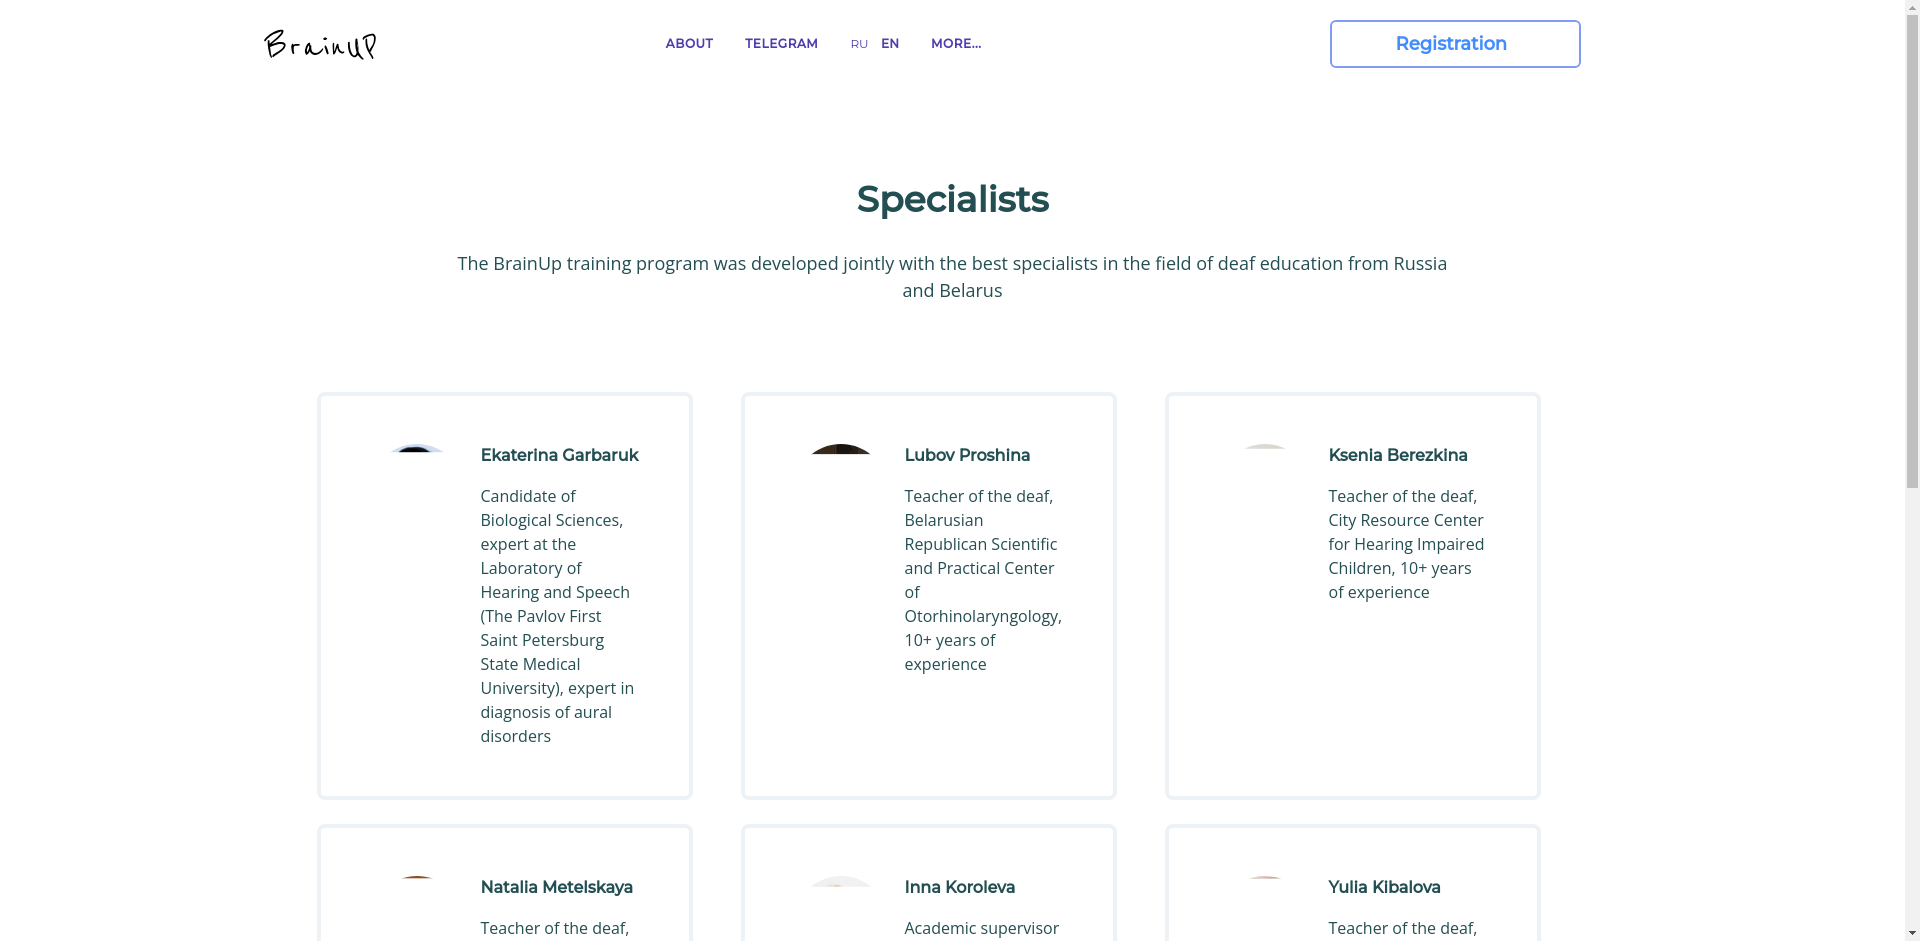 BrainUP
ABOUT
TELEGRAM
RU
EN
MORE...
Registration
Specialists
The BrainUp training program was developed jointly with the best specialists in the field of deaf education from Russia
and Belarus
Ekaterina Garbaruk
Candidate of
Biological Sciences,
expert at the
Laboratory of
Hearing and Speech
(The Pavlov First
Saint Petersburg
State Medical
University), expert in
diagnosis of aural
disorders
Lubov Proshina
Teacher of the deaf,
Belarusian
Republican Scientific
and Practical Center
of
Otorhinolaryngology,
10+ years of
experience
Ksenia Berezkina
Teacher of the deaf,
City Resource Center
for Hearing Impaired
Children, 10+ years
of experience
Natalia Metelskaya
Teacher of the deaf,
Inna Koroleva
Academic supervisor
Yulia Kibalova
Teacher of the deaf,